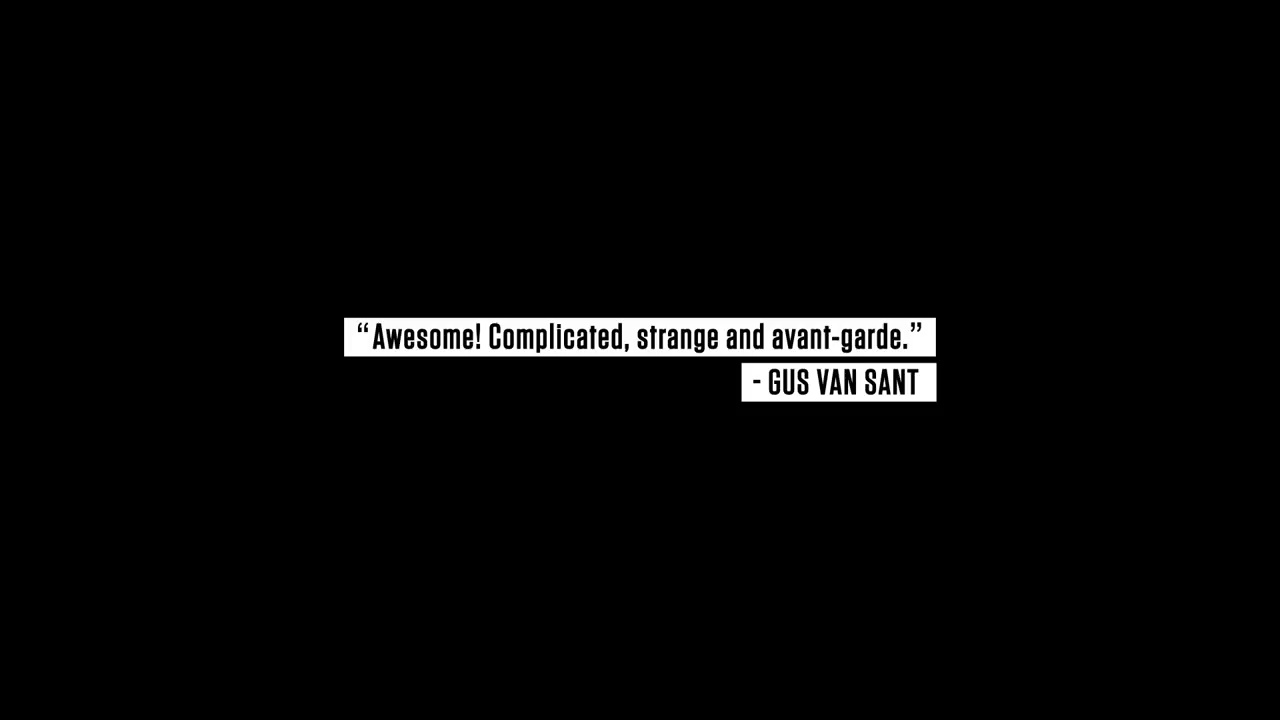 “Awesome! Complicated, strange and avant-garde.”
- GUS VAN SANT